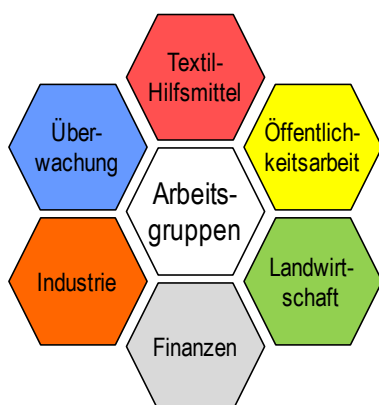 Textil-
Hilfsmittel
Über-
wachung
Öffentlich-
keitsarbeit
Arbeits-
gruppen
Industrie
Landwirt-
schaft
Finanzen